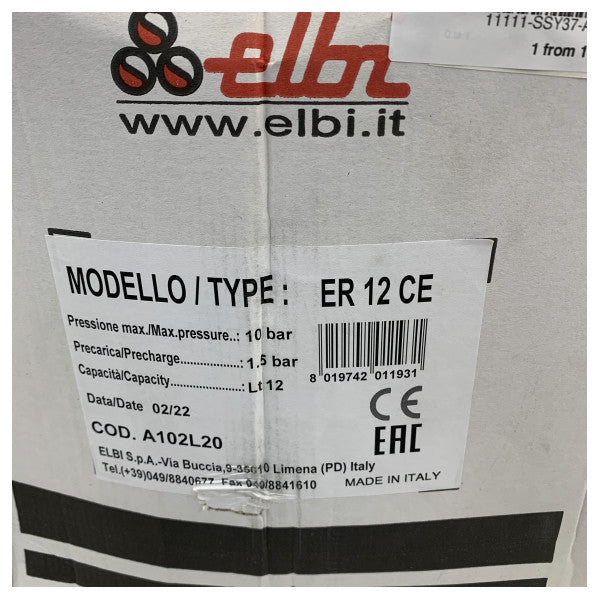 11111-SSY37-A
1 from 1
elbi
www.elbi.it
MODELLO / TYPE : ER 12 CE
Pressione max./Max.pressure..: 10 bar
Precarica/Precharge..................: 1.5 bar
Capacità/Capacity.....................: Lt 12
8 019742 011931
Data/Date 02/22
CE
COD. A102L20
EAC
ELBI S.p.A.-Via Buccia,9-35010 Limena (PD) Italy
Tel.(+39)049/8840677 Fax 049/8841610
MADE IN ITALY